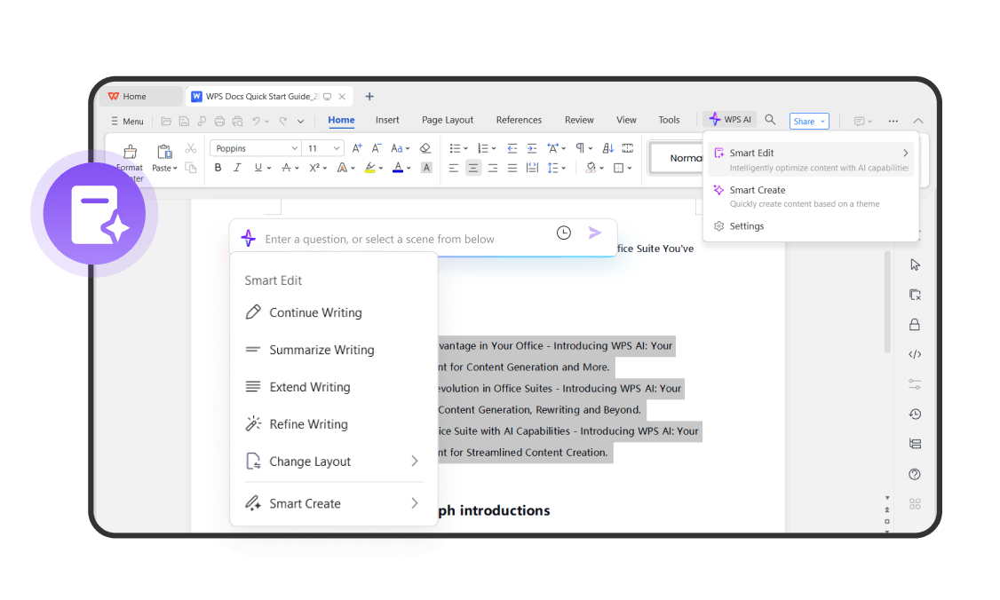 Home
WPS Docs Quick Start Guide_2
Menu
Home Insert Page Layout References Review View Tools
WPS AI
Share
Format
Paste
Poppins 11
Norma
Smart Edit
Intelligently optimize content with AI capabilities
Smart Create
Quickly create content based on a theme
Settings
Enter a question, or select a scene from below
fice Suite You've
Smart Edit
Continue Writing
Summarize Writing
Extend Writing
Refine Writing
Change Layout
Smart Create
vantage in Your Office - Introducing WPS AI: Your
nt for Content Generation and More.
evolution in Office Suites - Introducing WPS AI: Your
Content Generation, Rewriting and Beyond.
ice Suite with AI Capabilities - Introducing WPS AI: Your
nt for Streamlined Content Creation.
ph introductions